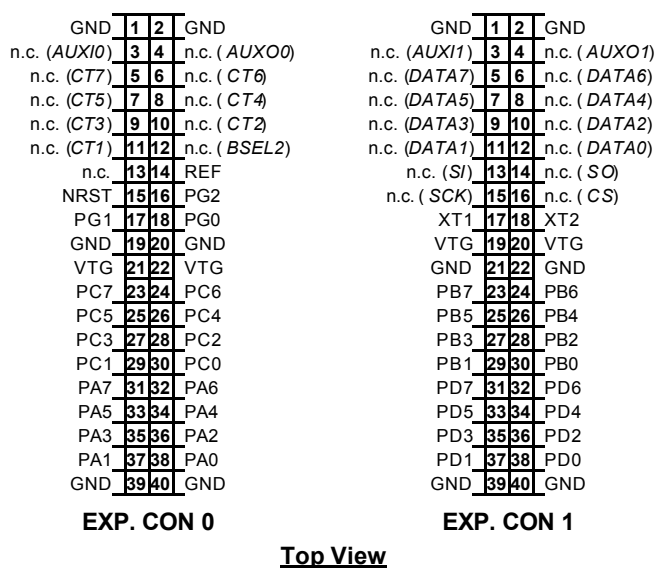 GND 1 2 GND GND 1 2 GND
n.c. (AUXI0) 3 4 n.c. ( AUXO0) n.c. (AUXI1) 3 4 n.c. ( AUXO1)
n.c. (CT7) 5 6 n.c. ( CT6) n.c. (DATA7) 5 6 n.c. ( DATA6)
n.c. (CT5) 7 8 n.c. ( CT4) n.c. (DATA5) 7 8 n.c. ( DATA4)
n.c. (CT3) 9 10 n.c. ( CT2) n.c. (DATA3) 9 10 n.c. ( DATA2)
n.c. (CT1) 11 12 n.c. ( BSEL2) n.c. (DATA1) 11 12 n.c. ( DATA0)
n.c. 13 14 REF n.c. (SI) 13 14 n.c. ( SO)
NRST 15 16 PG2 n.c. ( SCK) 15 16 n.c. ( CS)
PG1 17 18 PG0 XT1 17 18 XT2
GND 19 20 GND VTG 19 20 VTG
VTG 21 22 VTG GND 21 22 GND
PC7 23 24 PC6 PB7 23 24 PB6
PC5 25 26 PC4 PB5 25 26 PB4
PC3 27 28 PC2 PB3 27 28 PB2
PC1 29 30 PC0 PB1 29 30 PB0
PA7 31 32 PA6 PD7 31 32 PD6
PA5 33 34 PA4 PD5 33 34 PD4
PA3 35 36 PA2 PD3 35 36 PD2
PA1 37 38 PA0 PD1 37 38 PD0
GND 39 40 GND GND 39 40 GND
EXP. CON 0 EXP. CON 1
Top View